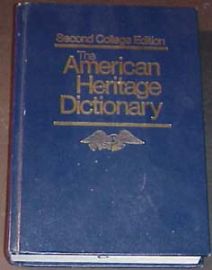 Second College Edition
The
American
Heritage
Dictionary